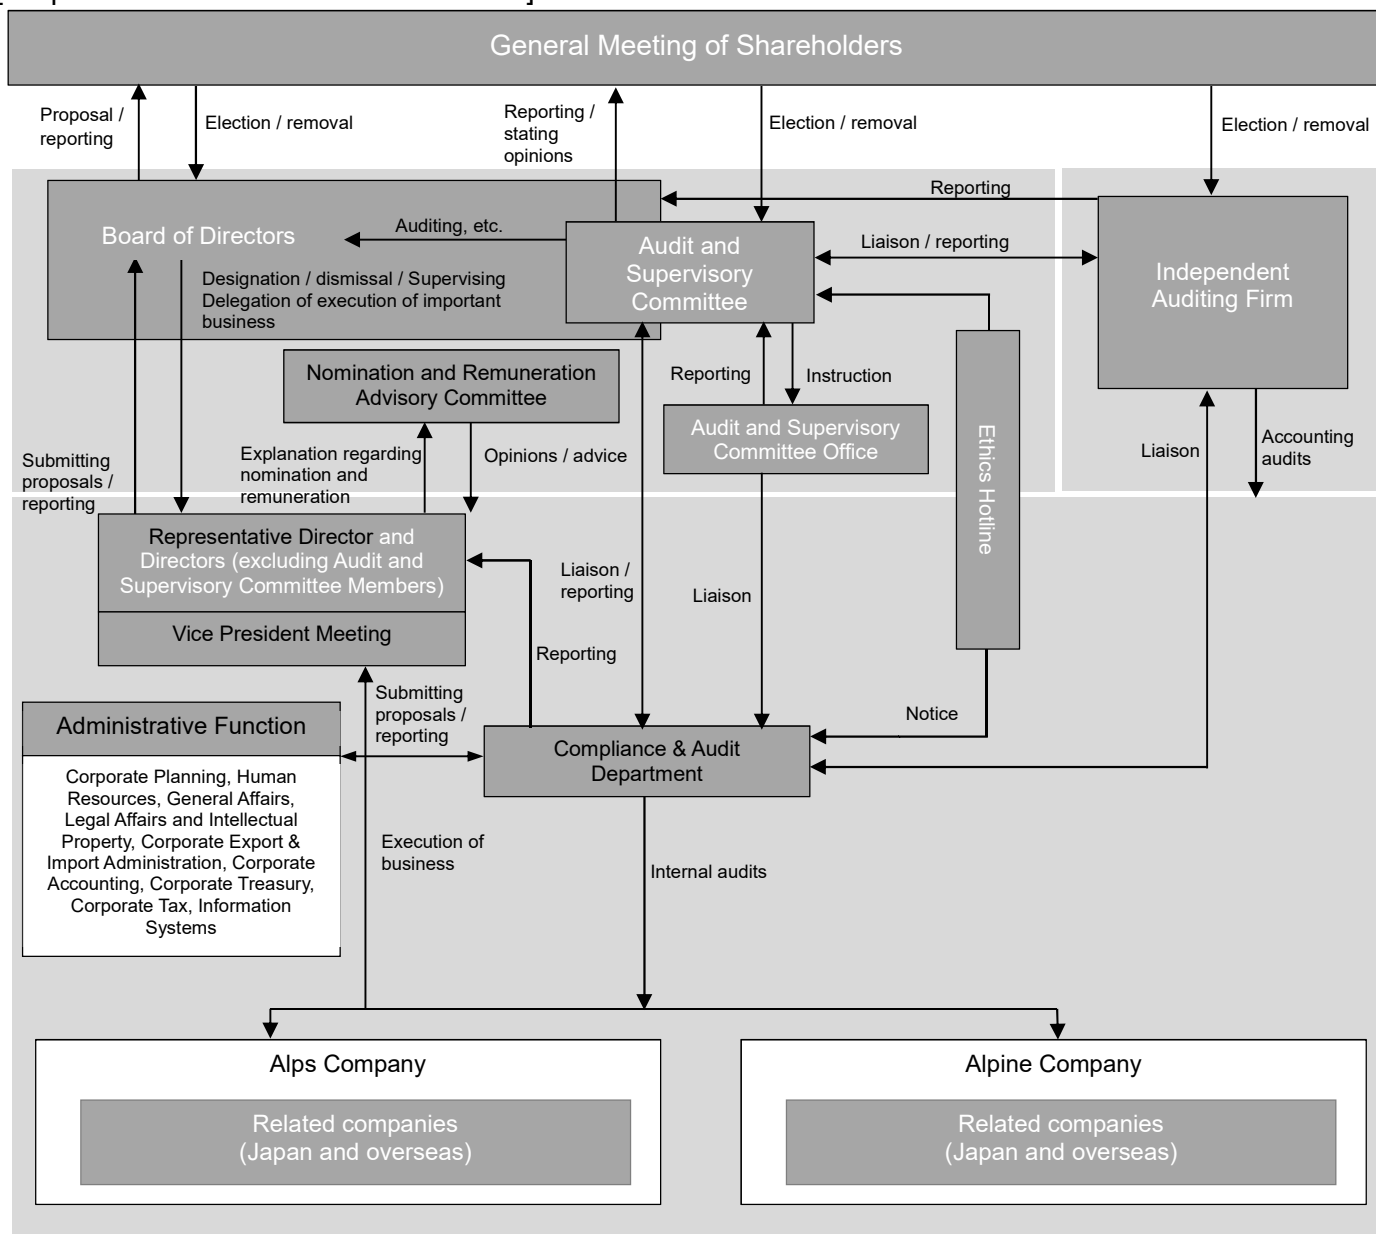 General Meeting of Shareholders
Proposal /
reporting
Election / removal
Reporting /
stating
opinions
Election / removal
Election / removal
Reporting
Board of Directors
Auditing, etc.
Audit and
Supervisory
Committee
Liaison / reporting
Independent
Auditing Firm
Designation / dismissal / Supervising
Delegation of execution of important
business
Nomination and Remuneration
Advisory Committee
Reporting
Instruction
Audit and Supervisory
Committee Office
Ethics Hotline
Liaison
Accounting
audits
Submitting
proposals /
reporting
Explanation regarding
nomination and
remuneration
Opinions / advice
Representative Director and
Directors (excluding Audit and
Supervisory Committee Members)
Vice President Meeting
Liaison /
reporting
Liaison
Reporting
Submitting
proposals /
reporting
Notice
Administrative Function
Compliance & Audit
Department
Corporate Planning, Human
Resources, General Affairs,
Legal Affairs and Intellectual
Property, Corporate Export &
Import Administration, Corporate
Accounting, Corporate Treasury,
Corporate Tax, Information
Systems
Execution of
business
Internal audits
Alps Company
Related companies
(Japan and overseas)
Alpine Company
Related companies
(Japan and overseas)